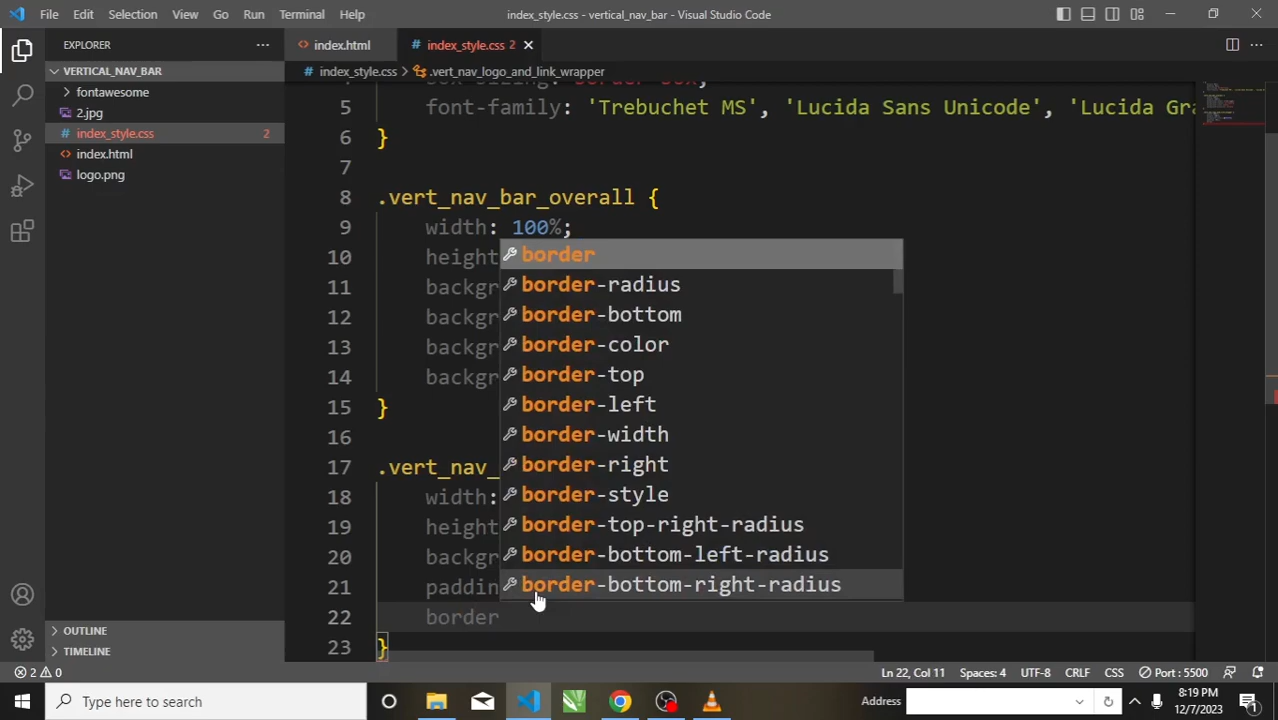 File Edit Selection View Go Run Terminal Help index_style.css - vertical_nav_bar - Visual Studio Code
EXPLORER
index.html
index_style.css 2
VERTICAL_NAV_BAR
fontawesome
2.jpg
index_style.css 2
index.html
logo.png
OUTLINE
TIMELINE
index_style.css > .vert_nav_logo_and_link_wrapper
5 font-family: 'Trebuchet MS', 'Lucida Sans Unicode', 'Lucida Gra
6 }
7
8 .vert_nav_bar_overall {
9 width: 100%;
10 height
11 backgr
12 backgr
13 backgr
14 backgr
15 }
16
17 .vert_nav_
18 width:
19 height
20 backgr
21 paddin
22 border
23 }
border
border-radius
border-bottom
border-color
border-top
border-left
border-width
border-right
border-style
border-top-right-radius
border-bottom-left-radius
border-bottom-right-radius
2 0 Ln 22, Col 11 Spaces: 4 UTF-8 CRLF CSS Port : 5500
Type here to search
Address
8:19 PM
12/7/2023
1